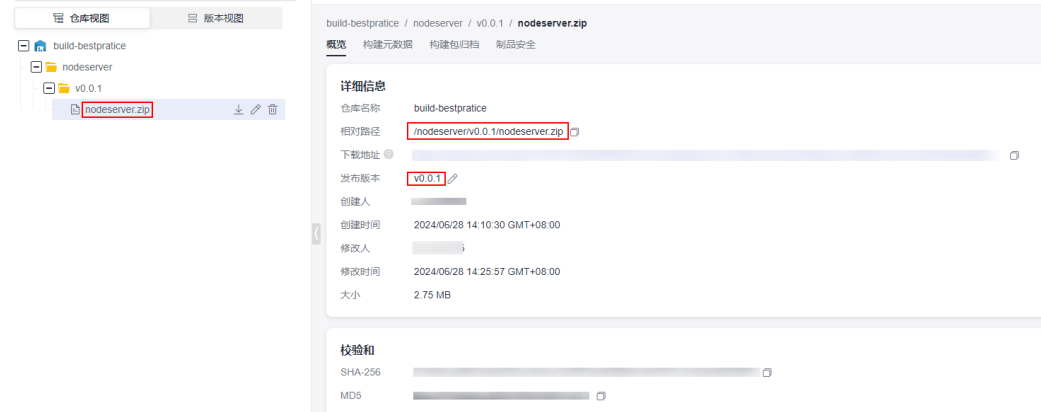 仓库视图 版本视图
build-bestpratice
nodeserver
v0.0.1
nodeserver.zip
build-bestpratice / nodeserver / v0.0.1 / nodeserver.zip
概览 构建元数据 构建包归档 制品安全
详细信息
仓库名称 build-bestpratice
相对路径 /nodeserver/v0.0.1/nodeserver.zip
下载地址
发布版本 v0.0.1
创建人
创建时间 2024/06/28 14:10:30 GMT+08:00
修改人
修改时间 2024/06/28 14:25:57 GMT+08:00
大小 2.75 MB
校验和
SHA-256
MD5